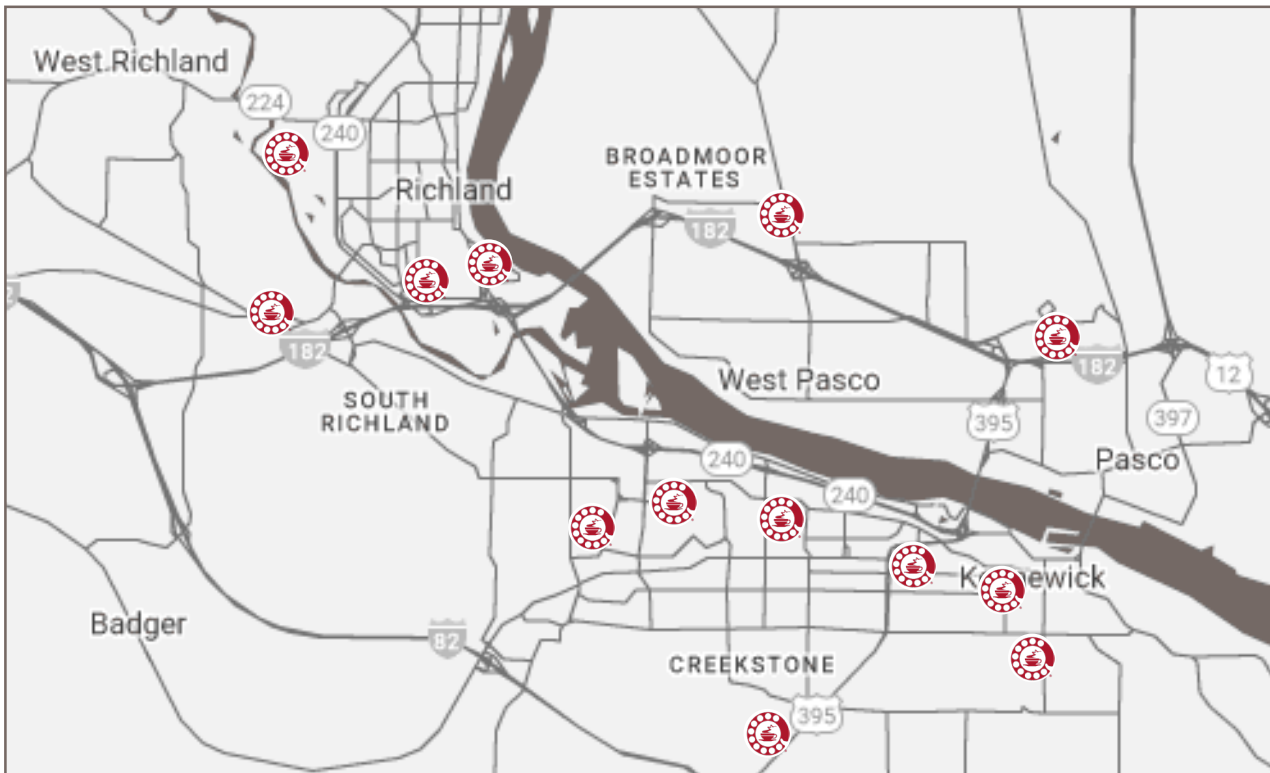 West Richland
224
240
BROADMOOR
ESTATES
Richland
182
182
182
West Pasco
12
SOUTH
RICHLAND
395
397
240
Pasco
240
Badger
82
CREEKSTONE
395